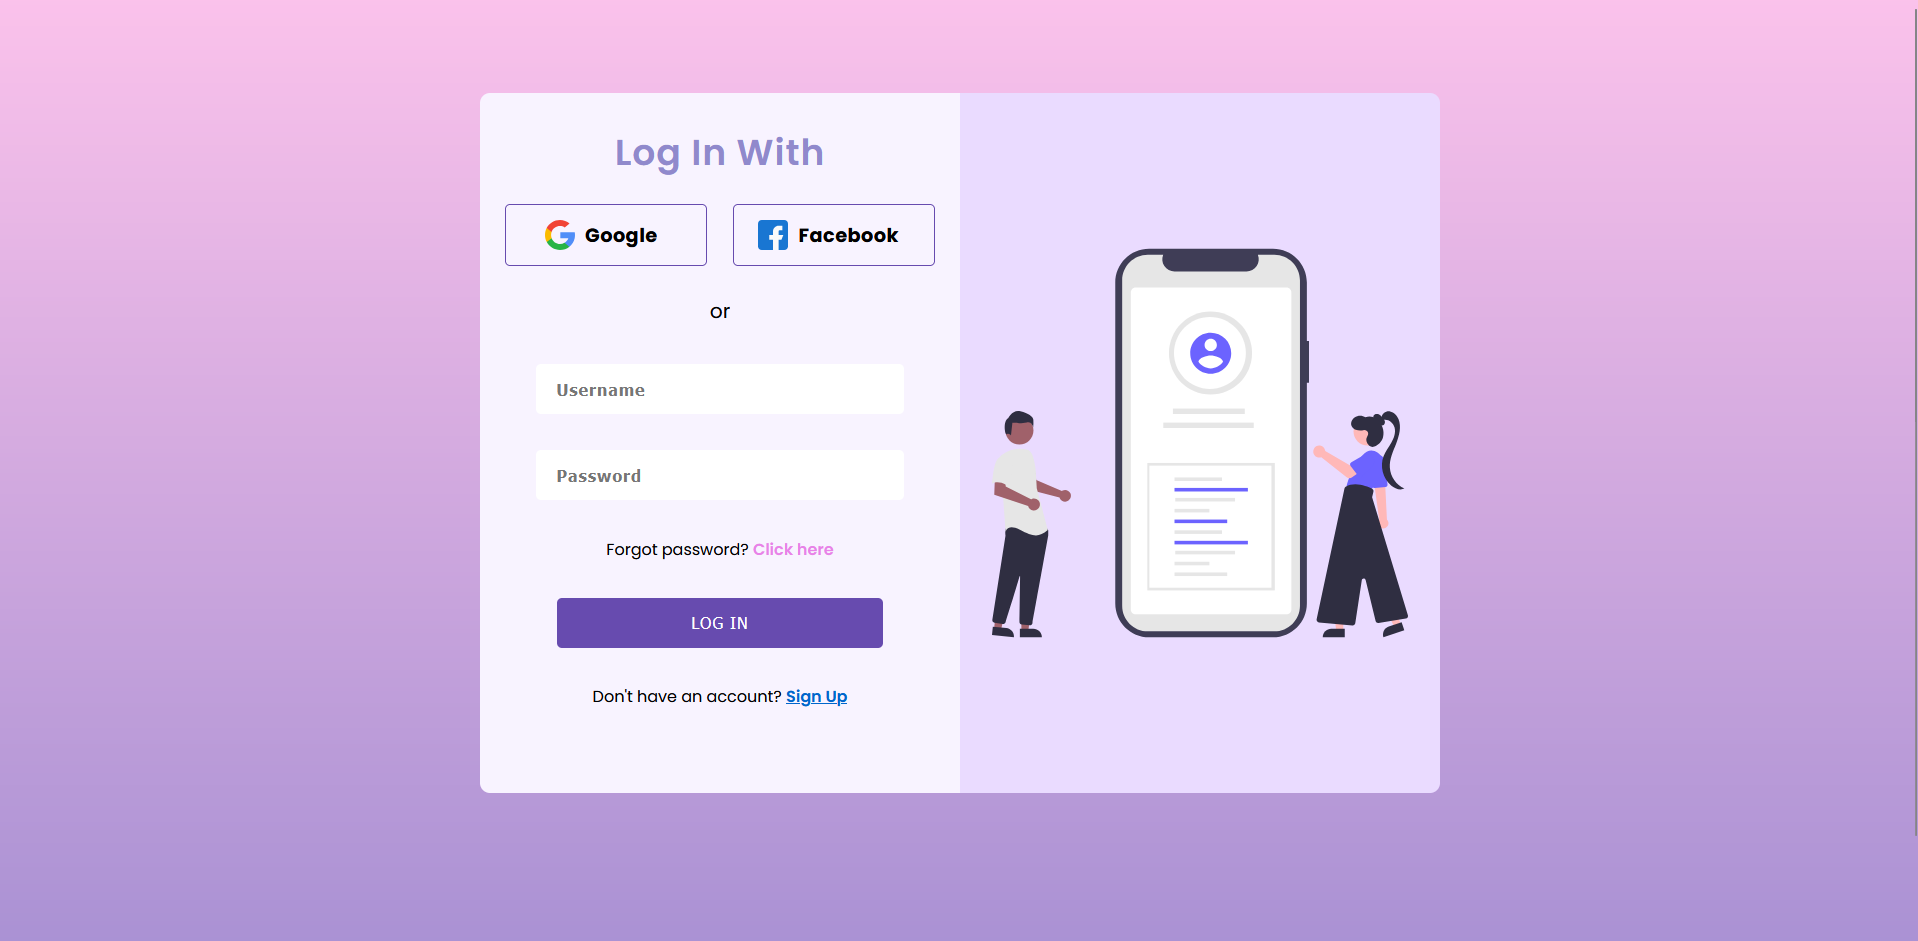 Log In With
Google
Facebook
or
Username
Password
Forgot password? Click here
LOG IN
Don't have an account? Sign Up